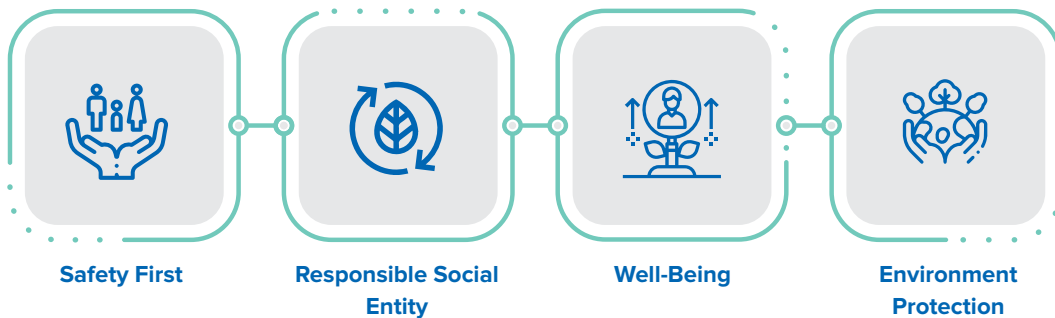 Safety First
Responsible Social
Entity
Well-Being
Environment
Protection